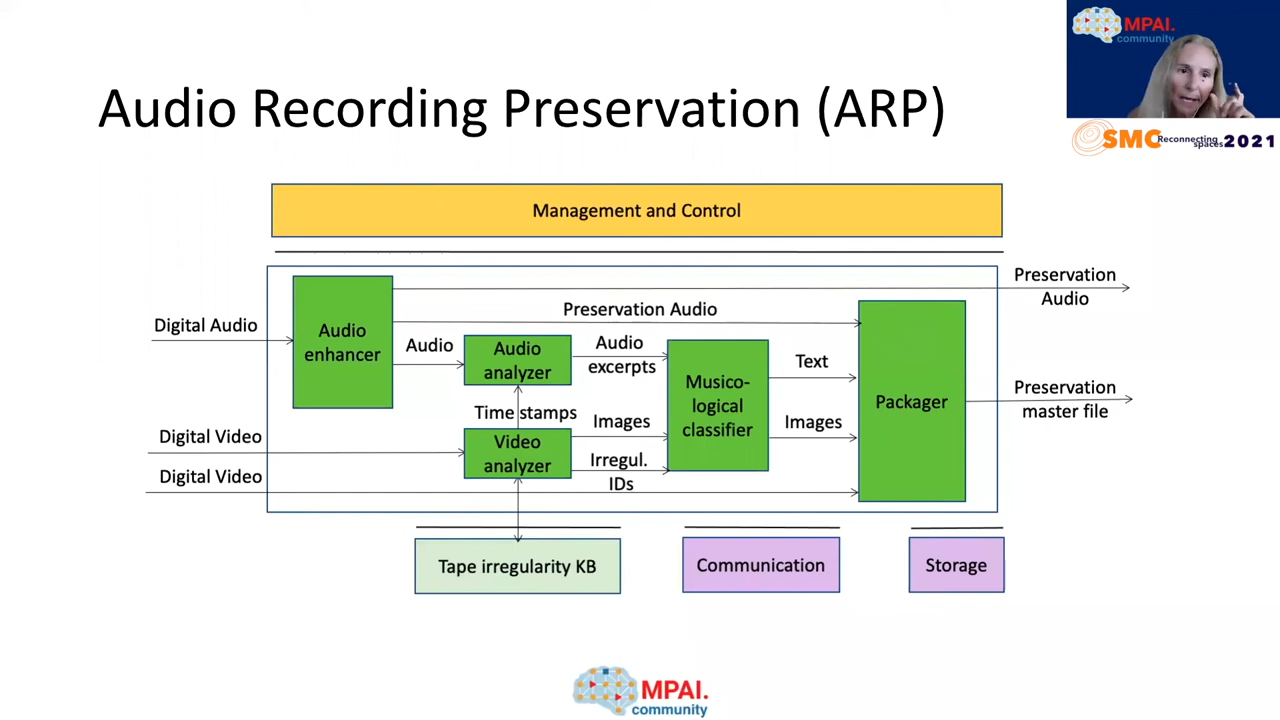 MPAI.
community
SMC Reconnecting
spaces 2021
Audio Recording Preservation (ARP)
Management and Control
Preservation
Audio
Preservation Audio
Digital Audio
Audio
enhancer
Audio
Audio
analyzer
Audio
excerpts
Musico-
logical
classifier
Text
Packager
Preservation
master file
Time stamps
Images
Images
Digital Video
Video
analyzer
Irregul.
IDs
Digital Video
Tape irregularity KB
Communication
Storage
MPAI.
community